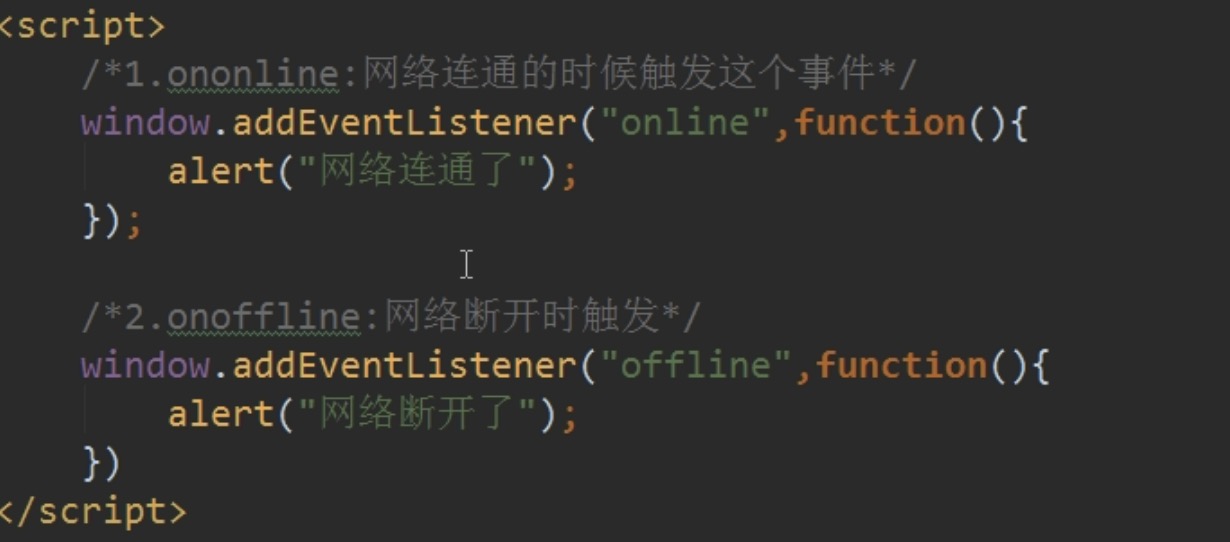 <script>
/*1.ononline:网络连通的时候触发这个事件*/
window.addEventListener("online",function(){
alert("网络连通了");
});
/*2.onoffline:网络断开时触发*/
window.addEventListener("offline",function(){
alert("网络断开了");
})
</script>